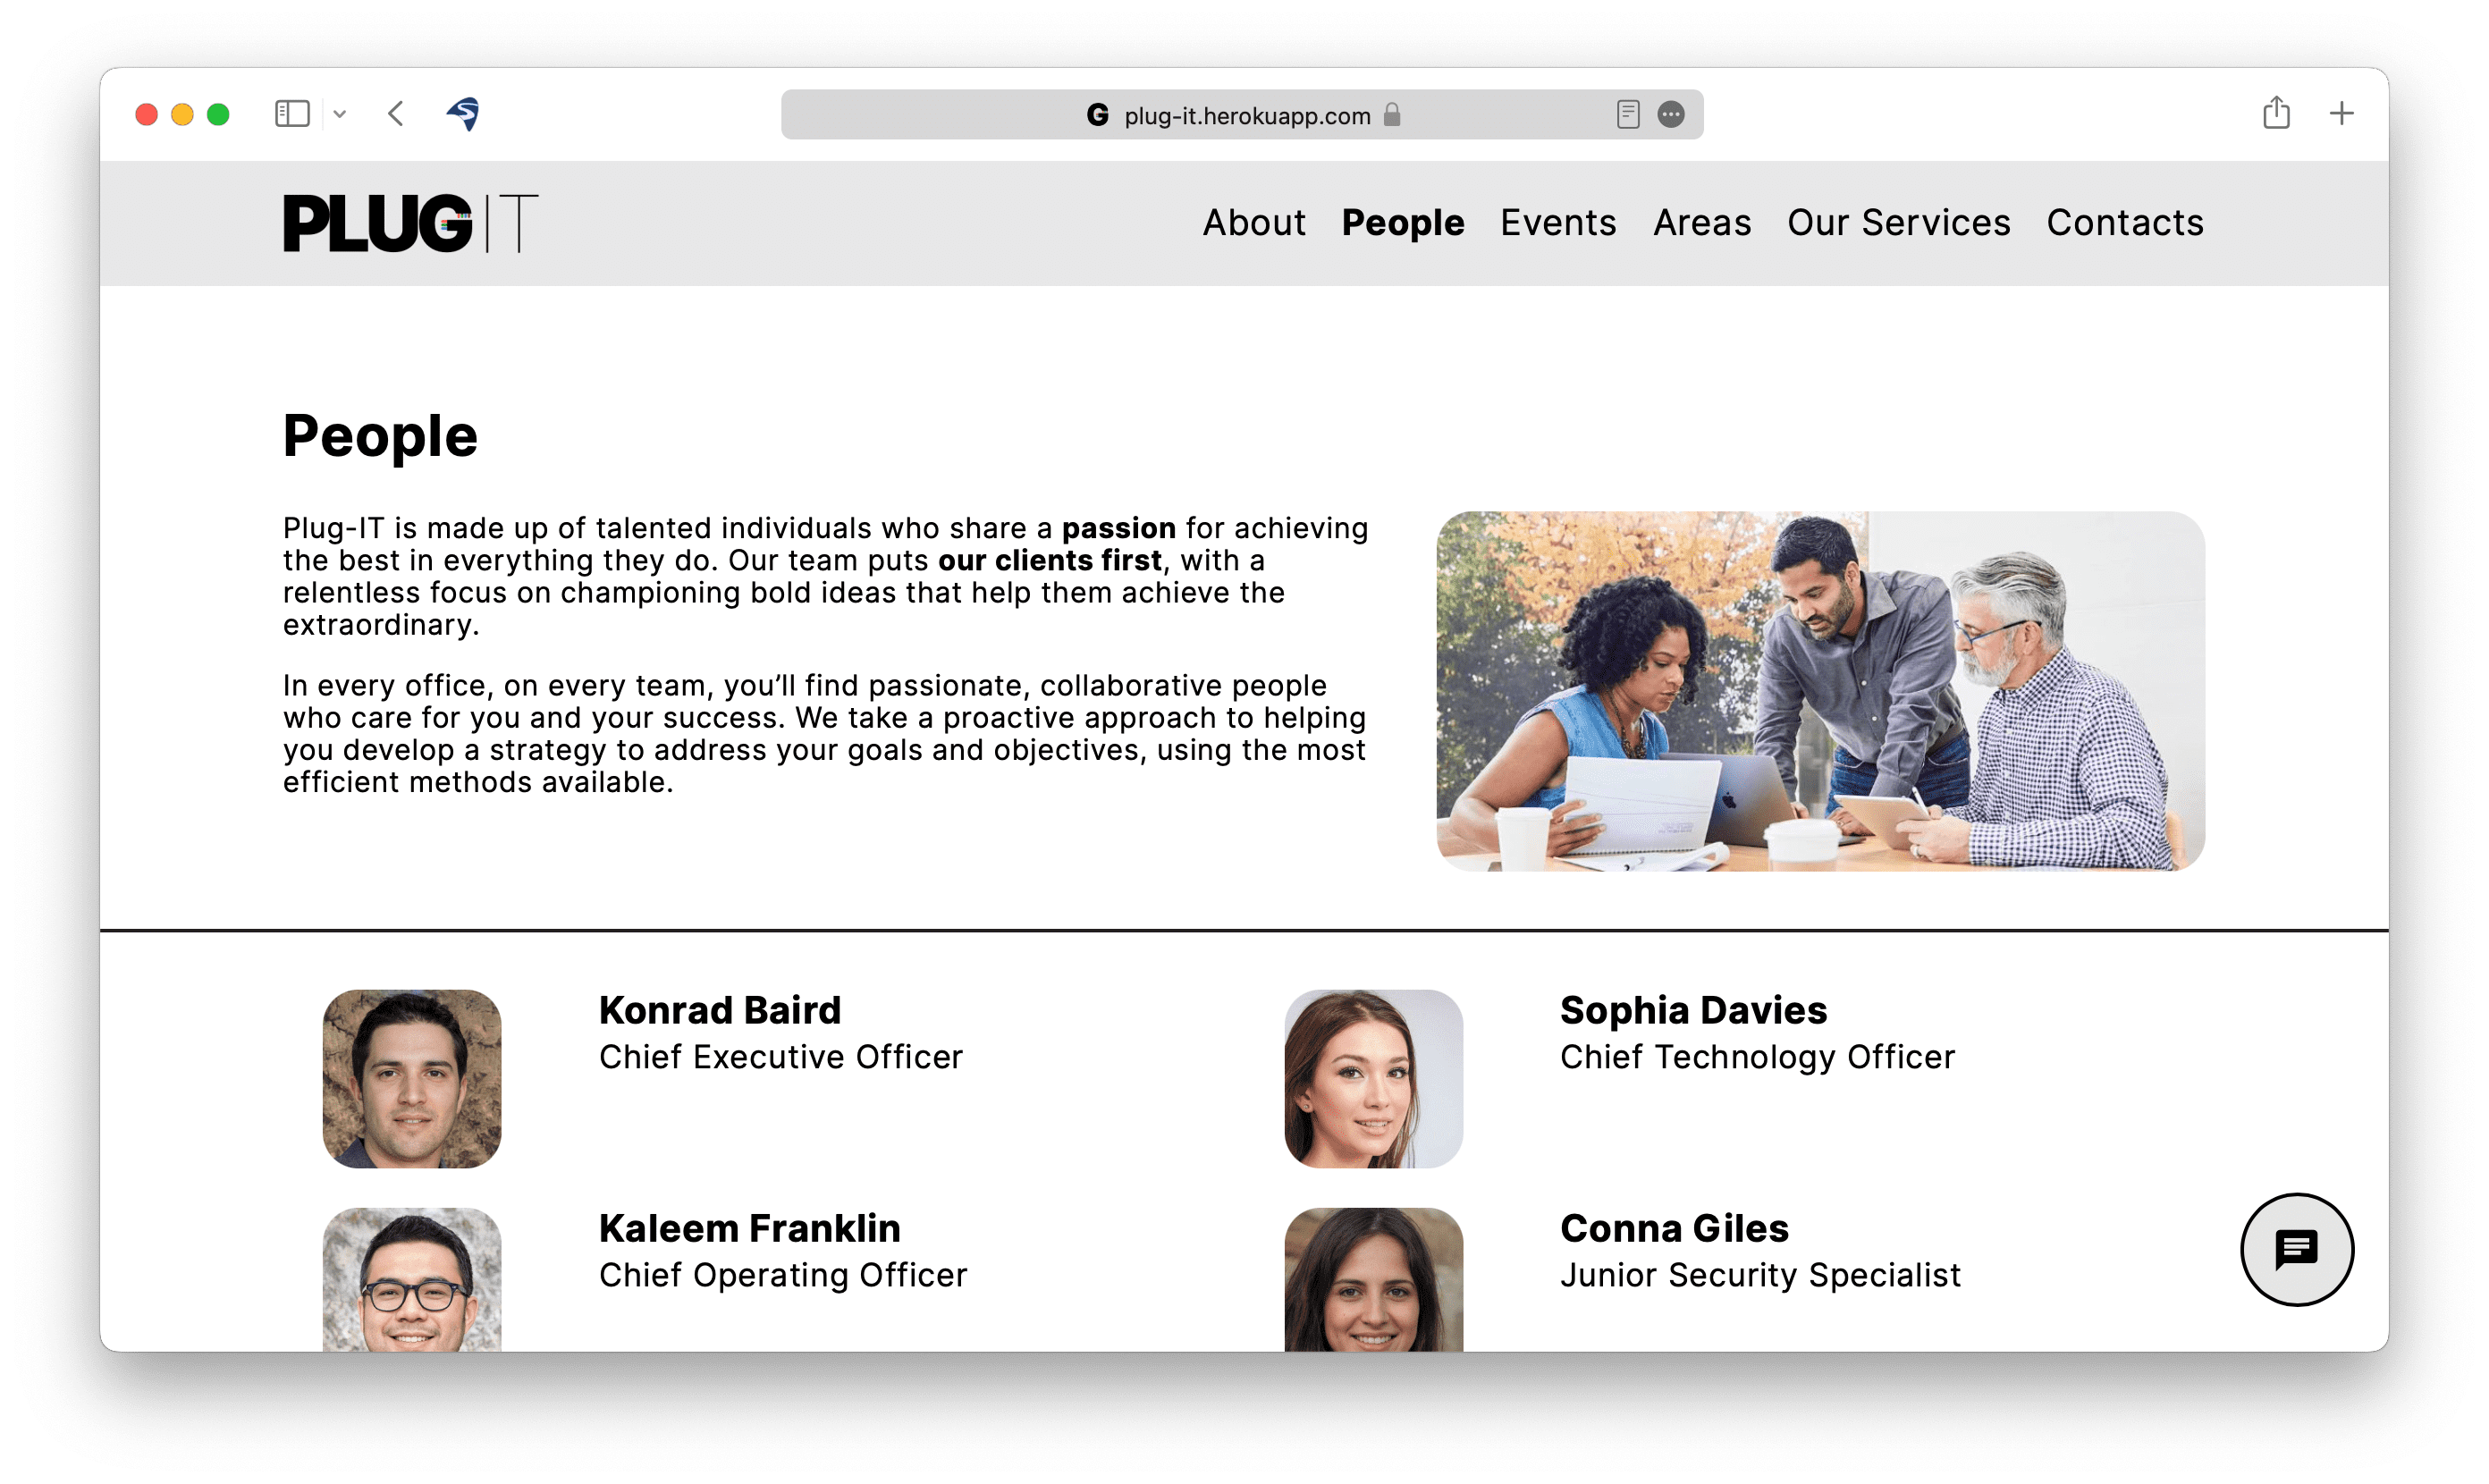 plug-it.herokuapp.com
PLUGIT
About People Events Areas Our Services Contacts
People
Plug-IT is made up of talented individuals who share a passion for achieving
the best in everything they do. Our team puts our clients first, with a
relentless focus on championing bold ideas that help them achieve the
extraordinary.
In every office, on every team, you’ll find passionate, collaborative people
who care for you and your success. We take a proactive approach to helping
you develop a strategy to address your goals and objectives, using the most
efficient methods available.
Konrad Baird
Chief Executive Officer
Sophia Davies
Chief Technology Officer
Kaleem Franklin
Chief Operating Officer
Conna Giles
Junior Security Specialist